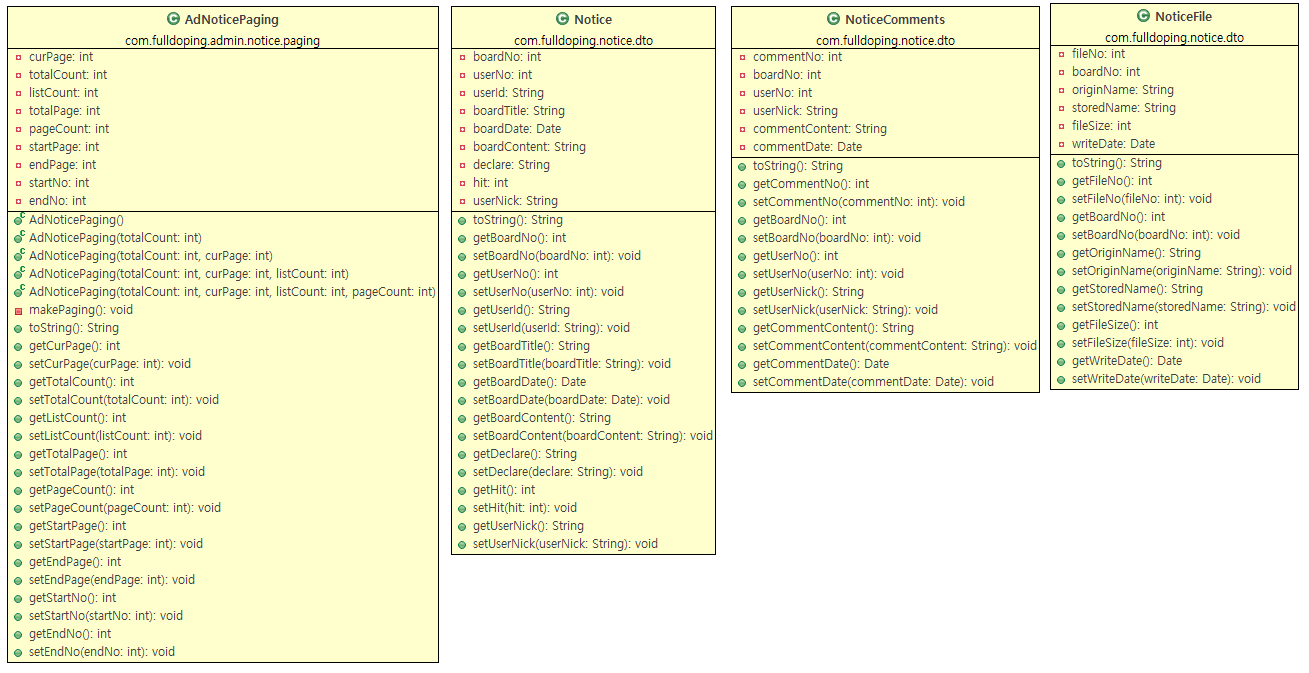 AdNoticePaging
com.fulldoping.admin.notice.paging
curPage: int
totalCount: int
listCount: int
totalPage: int
pageCount: int
startPage: int
endPage: int
startNo: int
endNo: int
AdNoticePaging()
AdNoticePaging(totalCount: int)
AdNoticePaging(totalCount: int, curPage: int)
AdNoticePaging(totalCount: int, curPage: int, listCount: int)
AdNoticePaging(totalCount: int, curPage: int, listCount: int, pageCount: int)
makePaging(): void
toString(): String
getCurPage(): int
setCurPage(curPage: int): void
getTotalCount(): int
setTotalCount(totalCount: int): void
getListCount(): int
setListCount(listCount: int): void
getTotalPage(): int
setTotalPage(totalPage: int): void
getPageCount(): int
setPageCount(pageCount: int): void
getStartPage(): int
setStartPage(startPage: int): void
getEndPage(): int
setEndPage(endPage: int): void
getStartNo(): int
setStartNo(startNo: int): void
getEndNo(): int
setEndNo(endNo: int): void
Notice
com.fulldoping.notice.dto
boardNo: int
userNo: int
userId: String
boardTitle: String
boardDate: Date
boardContent: String
declare: String
hit: int
userNick: String
toString(): String
getBoardNo(): int
setBoardNo(boardNo: int): void
getUserNo(): int
setUserNo(userNo: int): void
getUserId(): String
setUserId(userId: String): void
getBoardTitle(): String
setBoardTitle(boardTitle: String): void
getBoardDate(): Date
setBoardDate(boardDate: Date): void
getBoardContent(): String
setBoardContent(boardContent: String): void
getDeclare(): String
setDeclare(declare: String): void
getHit(): int
setHit(hit: int): void
getUserNick(): String
setUserNick(userNick: String): void
NoticeComments
com.fulldoping.notice.dto
commentNo: int
boardNo: int
userNo: int
userNick: String
commentContent: String
commentDate: Date
toString(): String
getCommentNo(): int
setCommentNo(commentNo: int): void
getBoardNo(): int
setBoardNo(boardNo: int): void
getUserNo(): int
setUserNo(userNo: int): void
getUserNick(): String
setUserNick(userNick: String): void
getCommentContent(): String
setCommentContent(commentContent: String): void
getCommentDate(): Date
setCommentDate(commentDate: Date): void
NoticeFile
com.fulldoping.notice.dto
fileNo: int
boardNo: int
originName: String
storedName: String
fileSize: int
writeDate: Date
toString(): String
getFileNo(): int
setFileNo(fileNo: int): void
getBoardNo(): int
setBoardNo(boardNo: int): void
getOriginName(): String
setOriginName(originName: String): void
getStoredName(): String
setStoredName(storedName: String): void
getFileSize(): int
setFileSize(fileSize: int): void
getWriteDate(): Date
setWriteDate(writeDate: Date): void